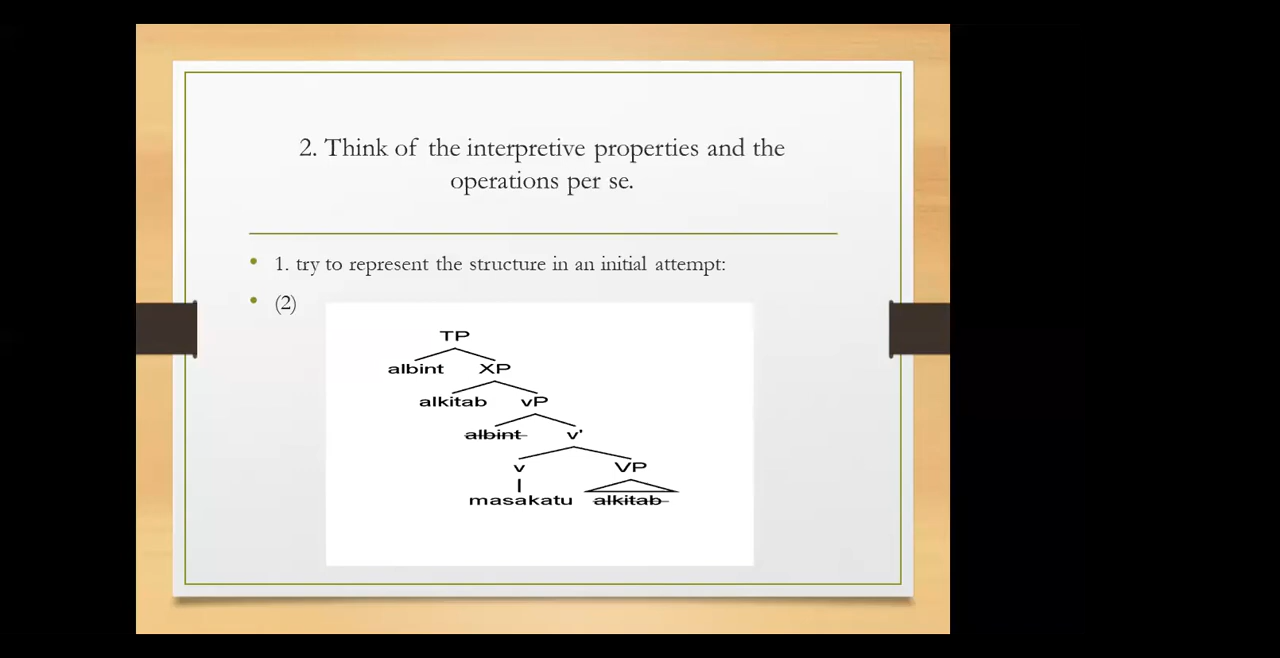 2. Think of the interpretive properties and the
operations per se.
1. try to represent the structure in an initial attempt:
(2)
TP
albint XP
alkitab vP
albint v'
v VP
masakatu alkitab